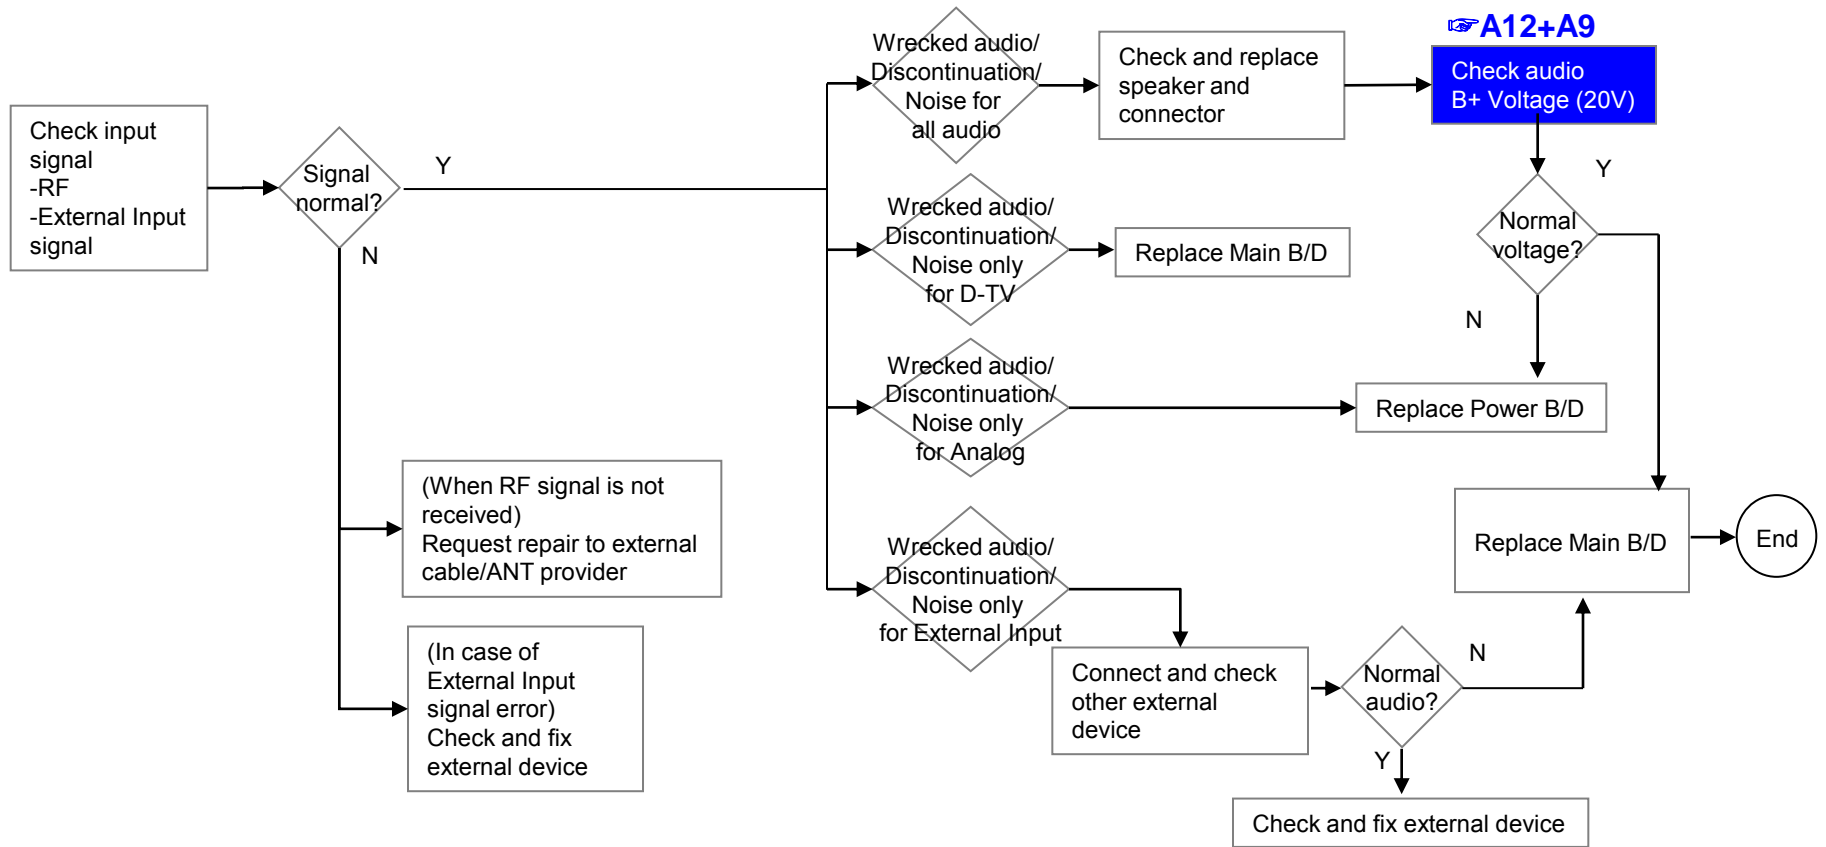 Check input
signal
-RF
-External Input
signal
Signal
normal?
Y
N
(When RF signal is not
received)
Request repair to external
cable/ANT provider
(In case of
External Input
signal error)
Check and fix
external device
Wrecked audio/
Discontinuation/
Noise for
all audio
Check and replace
speaker and
connector
☞A12+A9
Check audio
B+ Voltage (20V)
Y
Normal
voltage?
N
Wrecked audio/
Discontinuation/
Noise only
for D-TV
Replace Main B/D
Wrecked audio/
Discontinuation/
Noise only
for Analog
Replace Power B/D
Wrecked audio/
Discontinuation/
Noise only
for External Input
Connect and check
other external
device
Normal
audio?
N
Y
Replace Main B/D
End
Check and fix external device